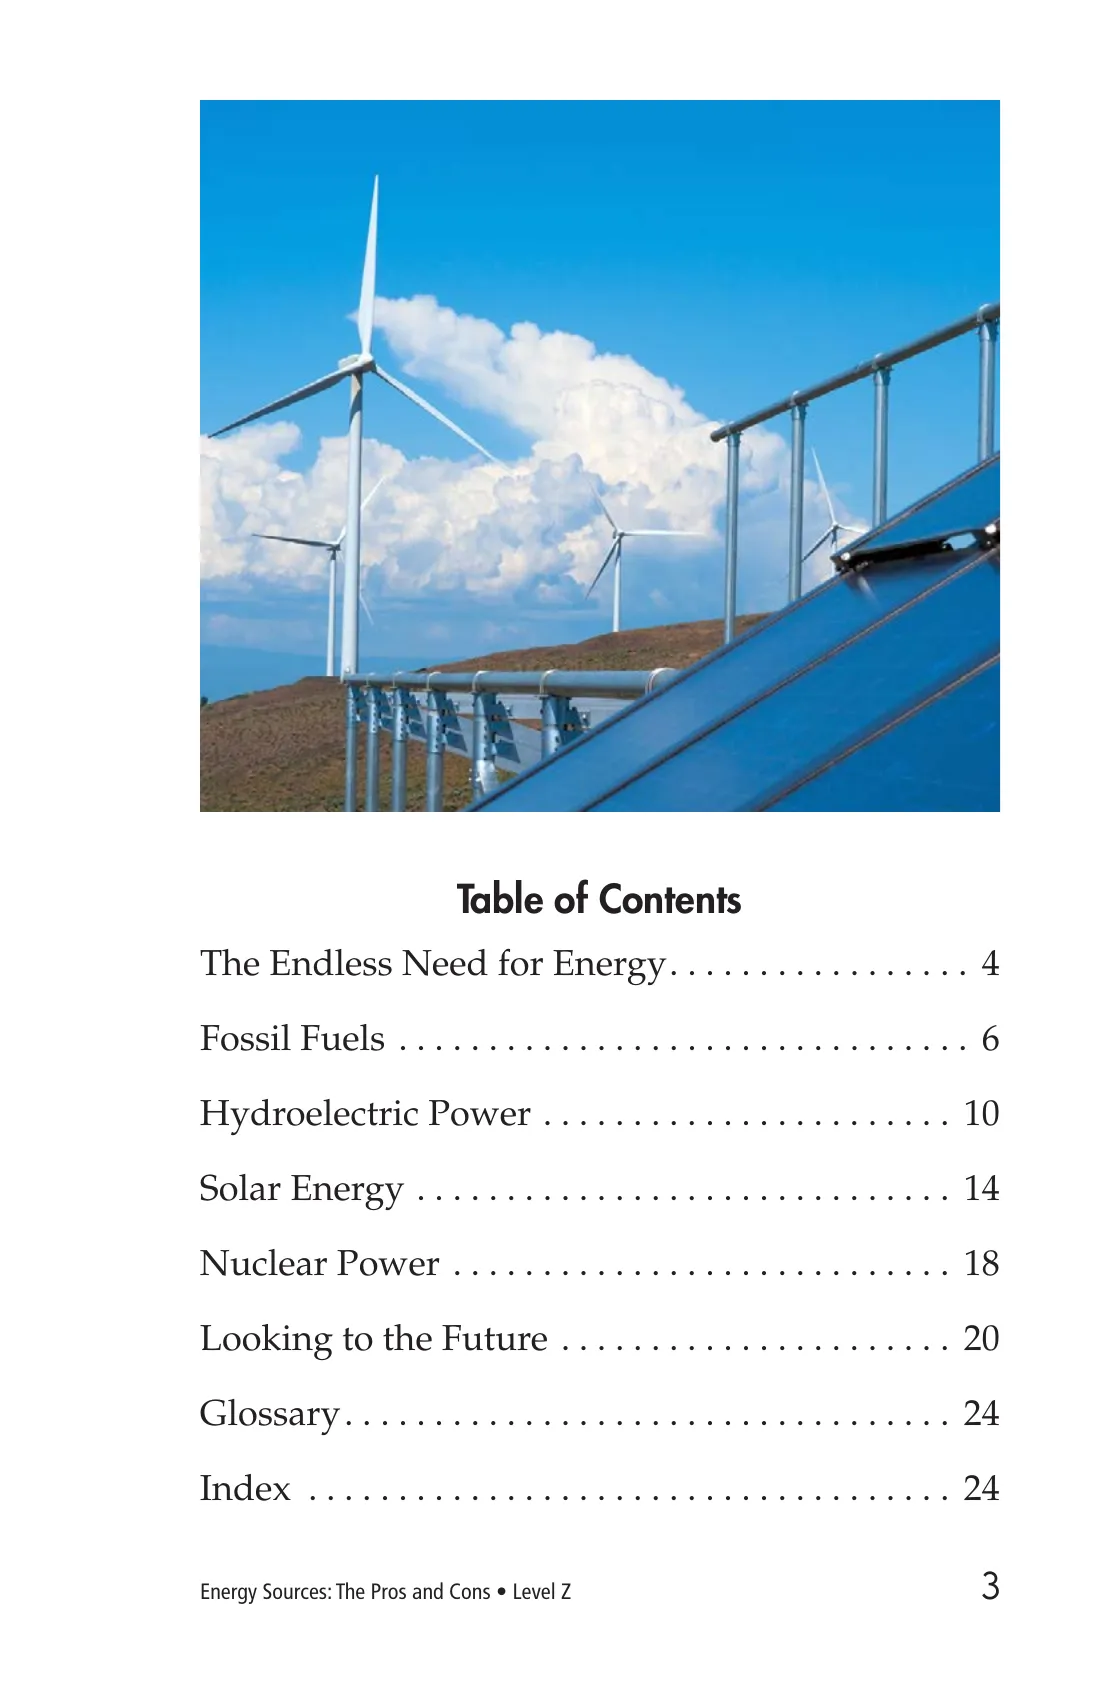 Table of Contents
The Endless Need for Energy. . . . . . . . . . . . . . . . . 4
Fossil Fuels . . . . . . . . . . . . . . . . . . . . . . . . . . . . . . . . 6
Hydroelectric Power . . . . . . . . . . . . . . . . . . . . . . . 10
Solar Energy . . . . . . . . . . . . . . . . . . . . . . . . . . . . . . 14
Nuclear Power . . . . . . . . . . . . . . . . . . . . . . . . . . . . 18
Looking to the Future . . . . . . . . . . . . . . . . . . . . . . 20
Glossary. . . . . . . . . . . . . . . . . . . . . . . . . . . . . . . . . . 24
Index . . . . . . . . . . . . . . . . . . . . . . . . . . . . . . . . . . . . 24
Energy Sources: The Pros and Cons • Level Z 3